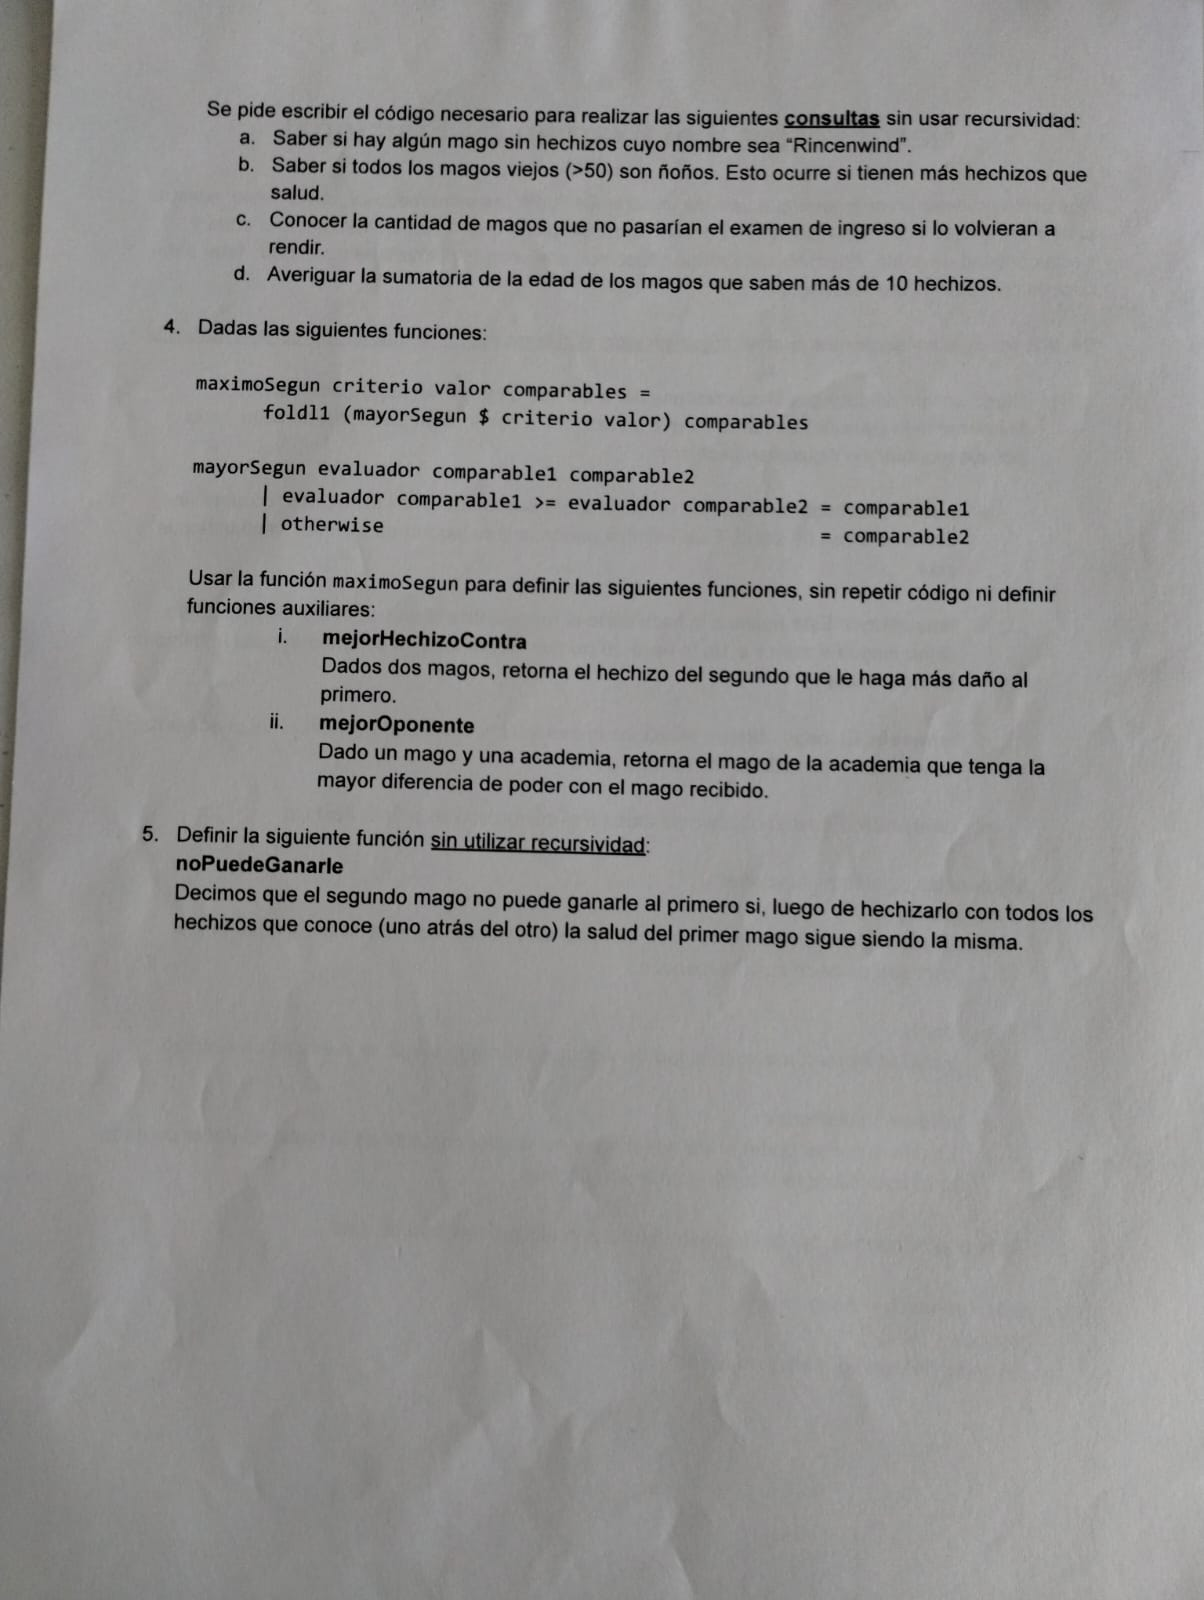 Se pide escribir el código necesario para realizar las siguientes consultas sin usar recursividad:
a. Saber si hay algún mago sin hechizos cuyo nombre sea “Rincenwind”.
b. Saber si todos los magos viejos (>50) son ñoños. Esto ocurre si tienen más hechizos que
salud.
c. Conocer la cantidad de magos que no pasarían el examen de ingreso si lo volvieran a
rendir.
d. Averiguar la sumatoria de la edad de los magos que saben más de 10 hechizos.
4. Dadas las siguientes funciones:
maximoSegun criterio valor comparables =
foldl1 (mayorSegun $ criterio valor) comparables
mayorSegun evaluador comparable1 comparable2
| evaluador comparable1 >= evaluador comparable2 = comparable1
| otherwise = comparable2
Usar la función maximoSegun para definir las siguientes funciones, sin repetir código ni definir
funciones auxiliares:
i. mejorHechizoContra
Dados dos magos, retorna el hechizo del segundo que le haga más daño al
primero.
ii. mejorOponente
Dado un mago y una academia, retorna el mago de la academia que tenga la
mayor diferencia de poder con el mago recibido.
5. Definir la siguiente función sin utilizar recursividad:
noPuedeGanarle
Decimos que el segundo mago no puede ganarle al primero si, luego de hechizarlo con todos los
hechizos que conoce (uno atrás del otro) la salud del primer mago sigue siendo la misma.